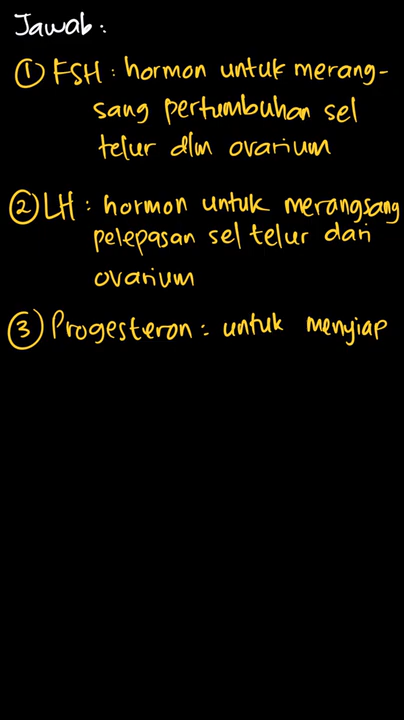 Jawab :
① FSH : hormon untuk merang-
sang pertumbuhan sel
telur dlm ovarium
② LH : hormon untuk merangsang
pelepasan sel telur dari
ovarium
③ Progesteron : untuk menyiap